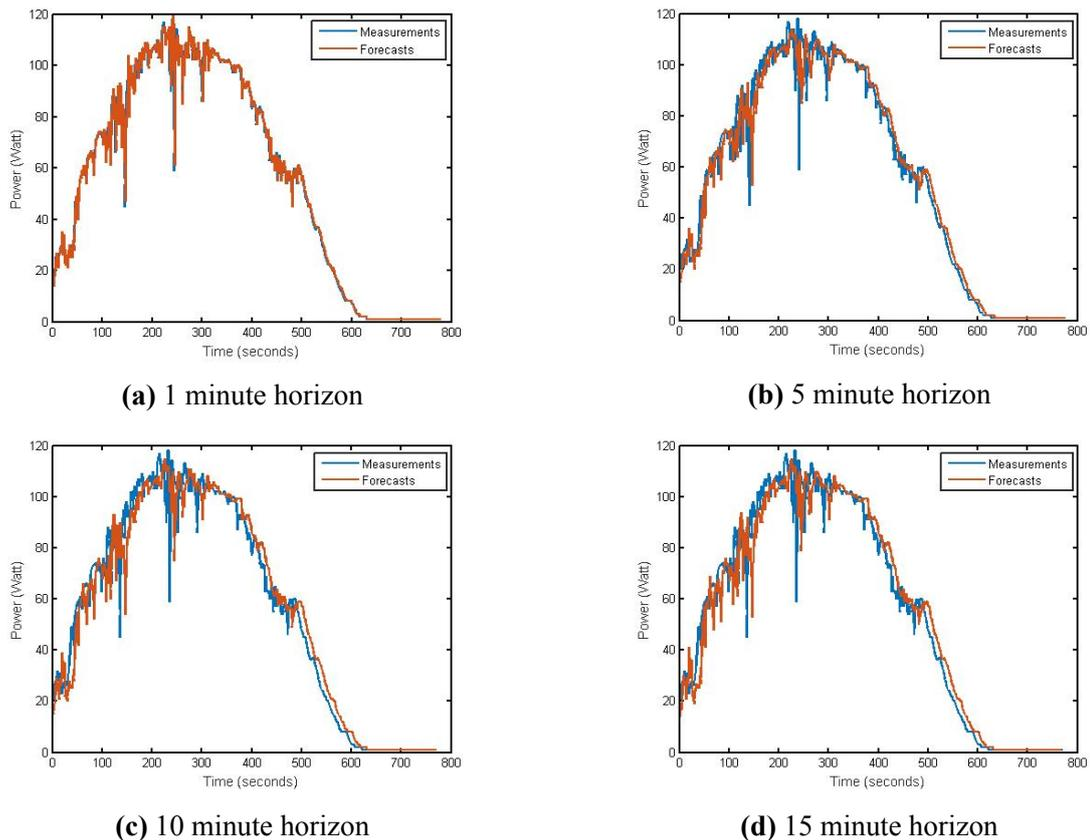 120
100
80
60
40
20
0
Power (Watt)
Measurements
Forecasts
0 100 200 300 400 500 600 700 800
Time (seconds)
(a) 1 minute horizon
120
100
80
60
40
20
0
Power (Watt)
Measurements
Forecasts
0 100 200 300 400 500 600 700 800
Time (seconds)
(b) 5 minute horizon
120
100
80
60
40
20
0
Power (Watt)
Measurements
Forecasts
0 100 200 300 400 500 600 700 800
Time (seconds)
(c) 10 minute horizon
120
100
80
60
40
20
0
Power (Watt)
Measurements
Forecasts
0 100 200 300 400 500 600 700 800
Time (seconds)
(d) 15 minute horizon